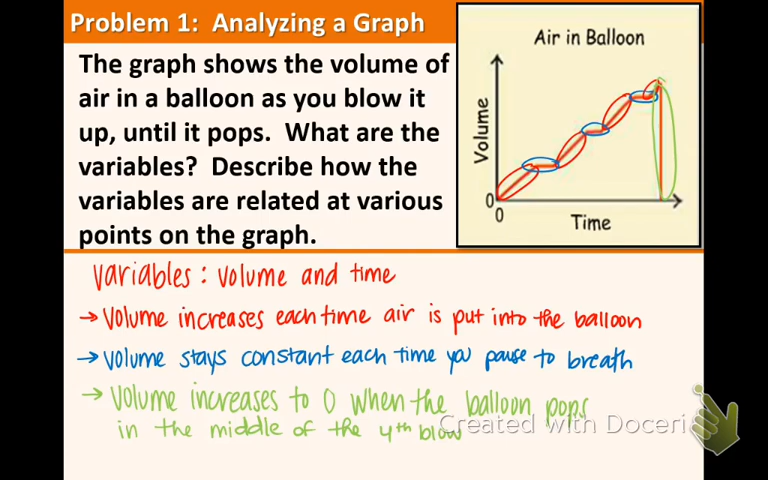 Problem 1: Analyzing a Graph
The graph shows the volume of
air in a balloon as you blow it
up, until it pops. What are the
variables? Describe how the
variables are related at various
points on the graph.
Air in Balloon
Volume
0
0
Time
Variables: Volume and time
→ Volume increases each time air is put into the balloon
→ Volume stays constant each time you pause to breath
→ Volume increases to 0 when the balloon pops
in the middle of the 4th blow
Created with Doceri